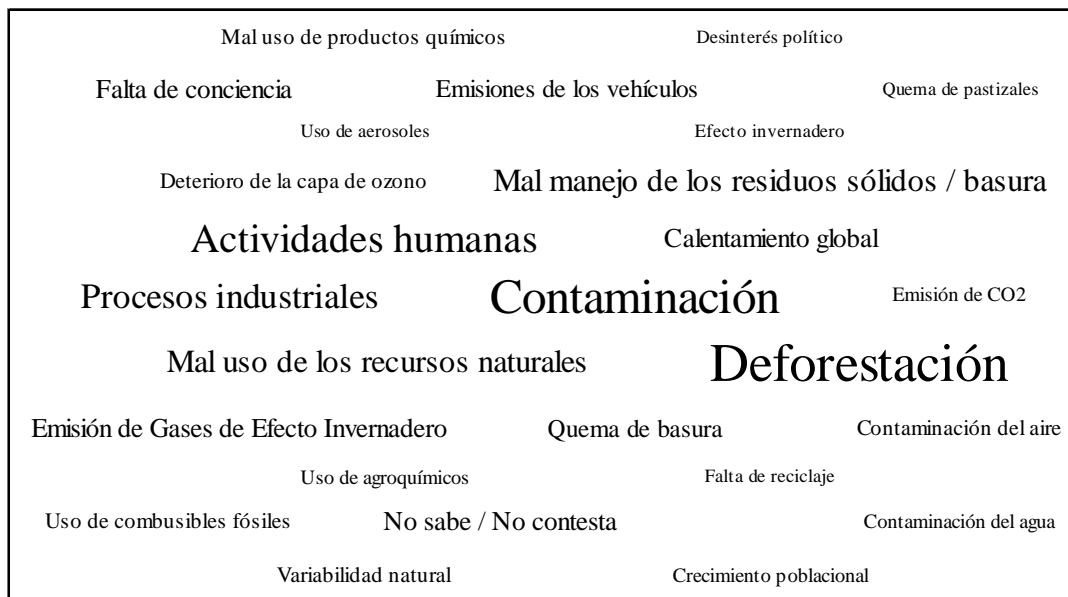 Mal uso de productos químicos Desinterés político
Falta de conciencia Emisiones de los vehículos Quema de pastizales
Uso de aerosoles Efecto invernadero
Deterioro de la capa de ozono Mal manejo de los residuos sólidos / basura
Actividades humanas Calentamiento global
Procesos industriales Contaminación Emisión de CO2
Mal uso de los recursos naturales Deforestación
Emisión de Gases de Efecto Invernadero Quema de basura Contaminación del aire
Uso de agroquímicos Falta de reciclaje
Uso de combusibles fósiles No sabe / No contesta Contaminación del agua
Variabilidad natural Crecimiento poblacional